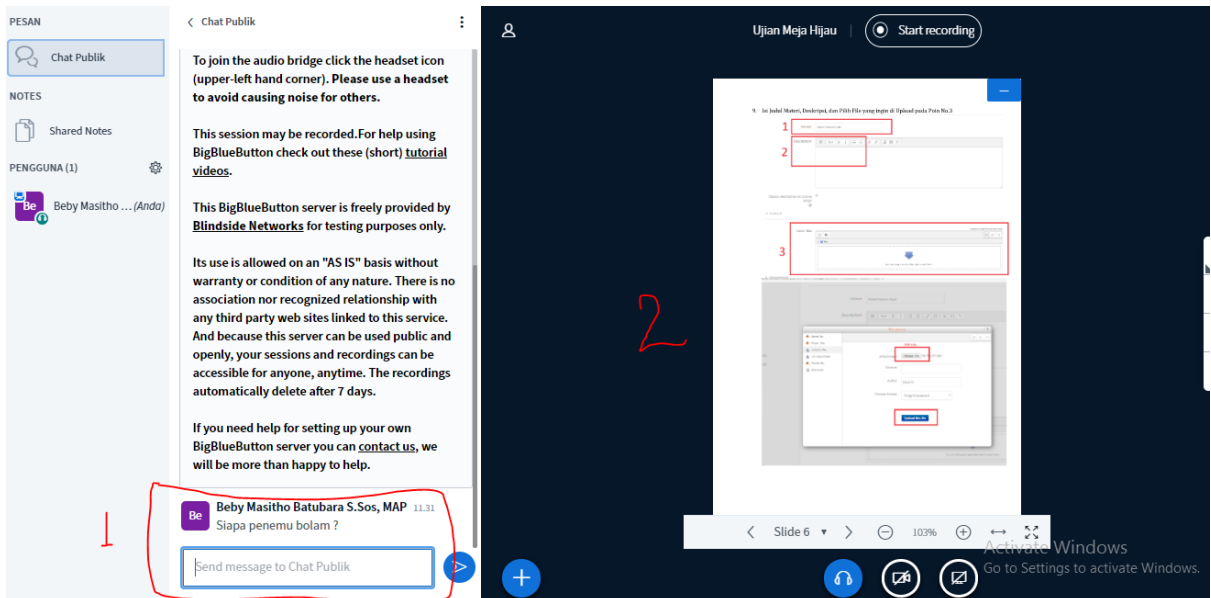 PESAN
Chat Publik
NOTES
Shared Notes
PENGGUNA (1)
Be
Beby Masitho ... (Anda)
Chat Publik
To join the audio bridge click the headset icon
(upper-left hand corner). Please use a headset
to avoid causing noise for others.
This session may be recorded.For help using
BigBlueButton check out these (short) tutorial
videos.
This BigBlueButton server is freely provided by
Blindside Networks for testing purposes only.
Its use is allowed on an "AS IS" basis without
warranty or condition of any nature. There is no
association nor recognized relationship with
any third party web sites linked to this service.
And because this server can be used public and
openly, your sessions and recordings can be
accessible for anyone, anytime. The recordings
automatically delete after 7 days.
If you need help for setting up your own
BigBlueButton server you can contact us, we
will be more than happy to help.
Be
Beby Masitho Batubara S.Sos, MAP 11.31
Siapa penemu bolam ?
Send message to Chat Publik
1
Ujian Meja Hijau
Start recording
9. Isi Judul Materi, Deskripsi, dan Pilih File yang ingin di Upload pada Poin No.3
1
2
3
2
Slide 6
103%
Activate Windows
Go to Settings to activate Windows.